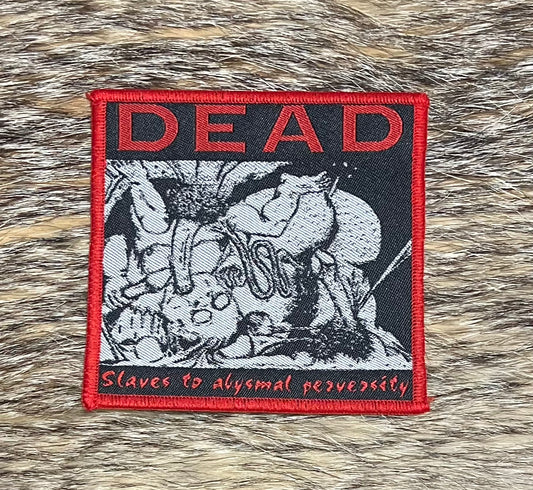 DEAD
Slaves to abysmal perversity